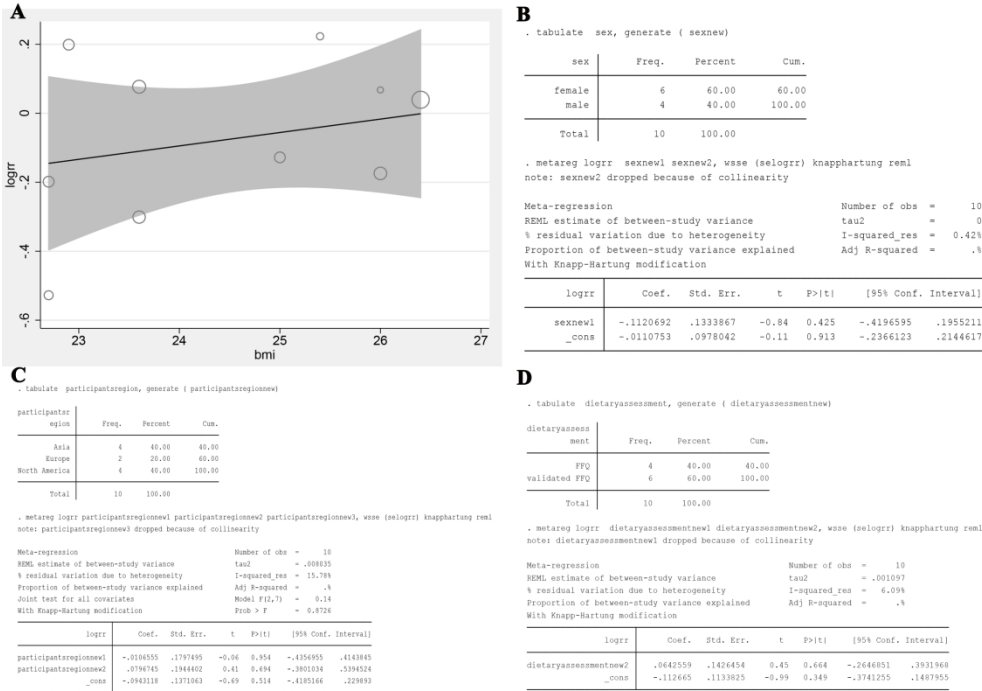 A
.2
0
-.2
-.4
-.6
logrr
23 24 25 26 27
bmi
B
. tabulate sex, generate ( sexnew)
sex Freq. Percent Cum.
female 6 60.00 60.00
male 4 40.00 100.00
Total 10 100.00
. metareg logrr sexnew1 sexnew2, wsse (selogrr) knapphartung reml
note: sexnew2 dropped because of collinearity
Meta-regression Number of obs = 10
REML estimate of between-study variance tau2 = 0
% residual variation due to heterogeneity I-squared_res = 0.42%
Proportion of between-study variance explained Adj R-squared = .%
With Knapp-Hartung modification
logrr Coef. Std. Err. t P>|t| [95% Conf. Interval]
sexnew1 -.1120692 .1333867 -0.84 0.425 -.4196595 .1955211
_cons -.0110753 .0978042 -0.11 0.913 -.2366123 .2144617
C
. tabulate participantsregion, generate ( participantsregionnew)
participantsr
egion Freq. Percent Cum.
Asia 4 40.00 40.00
Europe 2 20.00 60.00
North America 4 40.00 100.00
Total 10 100.00
. metareg logrr participantsregionnew1 participantsregionnew2 participantsregionnew3, wsse (selogrr) knapphartung reml
note: participantsregionnew3 dropped because of collinearity
Meta-regression Number of obs = 10
REML estimate of between-study variance tau2 = .008035
% residual variation due to heterogeneity I-squared_res = 15.78%
Proportion of between-study variance explained Adj R-squared = .%
Joint test for all covariates Model F(2,7) = 0.14
With Knapp-Hartung modification Prob > F = 0.8726
logrr Coef. Std. Err. t P>|t| [95% Conf. Interval]
participantsregionnew1 -.0106555 .1797495 -0.06 0.954 -.4356955 .4143845
participantsregionnew2 .0796745 .1944402 0.41 0.694 -.3801034 .5394524
_cons -.0943118 .1371063 -0.69 0.514 -.4185166 .229893
D
. tabulate dietaryassessment, generate ( dietaryassessmentnew)
dietaryassess
ment Freq. Percent Cum.
FFQ 4 40.00 40.00
validated FFQ 6 60.00 100.00
Total 10 100.00
. metareg logrr dietaryassessmentnew1 dietaryassessmentnew2, wsse (selogrr) knapphartung reml
note: dietaryassessmentnew1 dropped because of collinearity
Meta-regression Number of obs = 10
REML estimate of between-study variance tau2 = .001097
% residual variation due to heterogeneity I-squared_res = 6.09%
Proportion of between-study variance explained Adj R-squared = .%
With Knapp-Hartung modification
logrr Coef. Std. Err. t P>|t| [95% Conf. Interval]
dietaryassessmentnew2 .0642559 .1426454 0.45 0.664 -.2646851 .3931968
_cons -.112665 .1133825 -0.99 0.349 -.3741255 .1487955